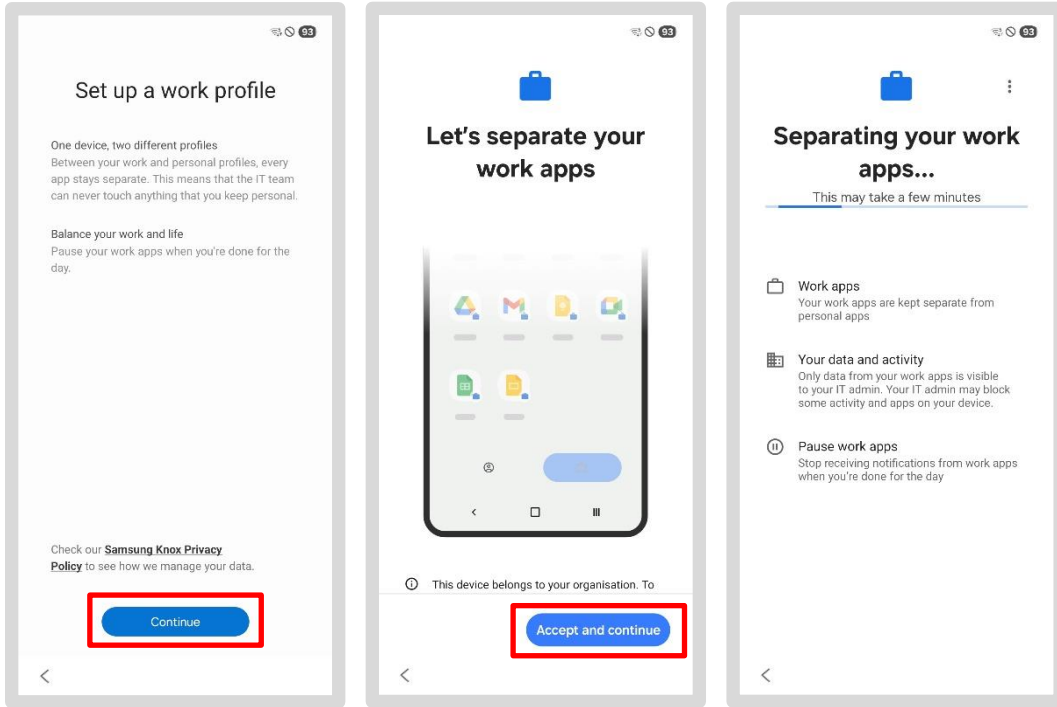 93
Set up a work profile
One device, two different profiles
Between your work and personal profiles, every
app stays separate. This means that the IT team
can never touch anything that you keep personal.
Balance your work and life
Pause your work apps when you're done for the
day.
Check our Samsung Knox Privacy
Policy to see how we manage your data.
Continue
93
Let's separate your
work apps
This device belongs to your organisation. To
Accept and continue
93
Separating your work
apps...
This may take a few minutes
Work apps
Your work apps are kept separate from
personal apps
Your data and activity
Only data from your work apps is visible
to your IT admin. Your IT admin may block
some activity and apps on your device.
Pause work apps
Stop receiving notifications from work apps
when you're done for the day